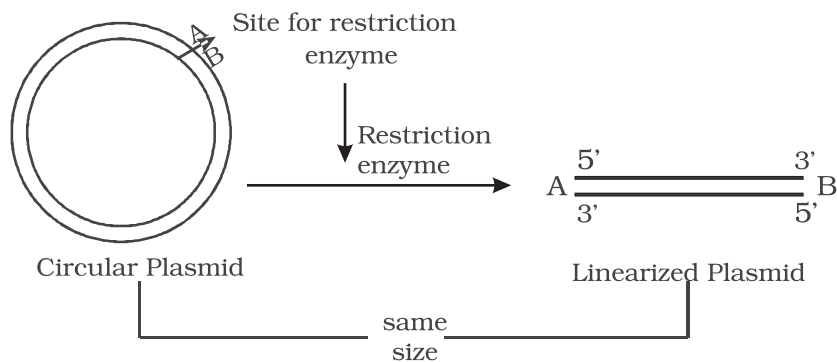 A
B
Site for restriction
enzyme
Restriction
enzyme
5’ 3’
A B
3’ 5’
Circular Plasmid
Linearized Plasmid
same
size